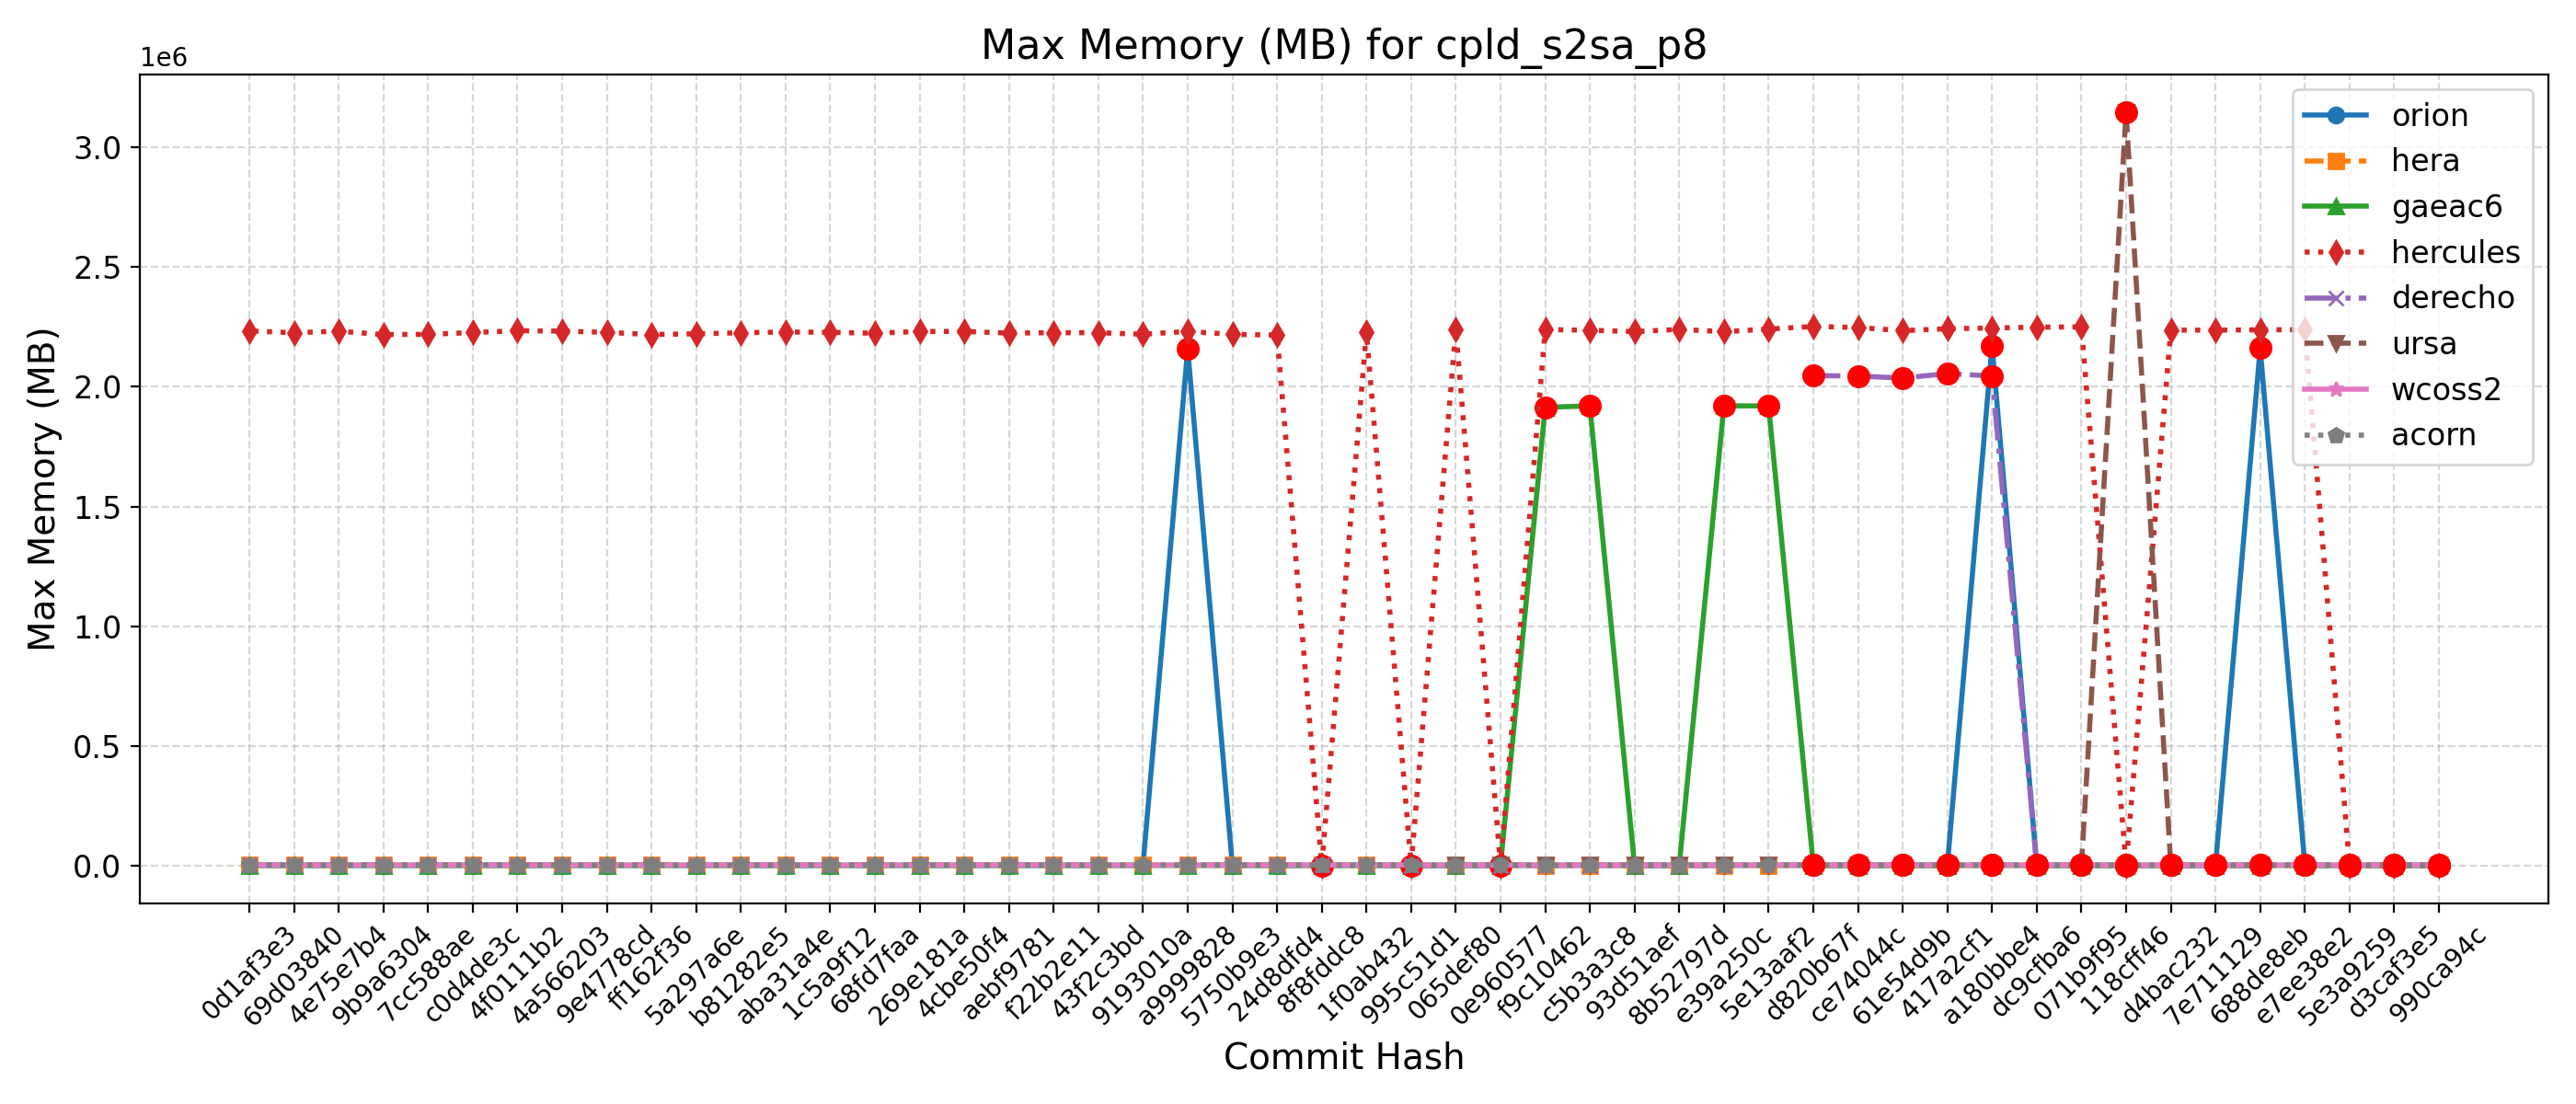 Max Memory (MB) for cpld_s2sa_p8
1e6
3.0
2.5
2.0
1.5
1.0
0.5
0.0
Max Memory (MB)
orion
hera
gaeac6
hercules
derecho
ursa
wcoss2
acorn
0d1af3e3
69d03840
4e75e7b4
9b9a6304
7cc588ae
c0d4de3c
4f0111b2
4a566203
9e4778cd
ff162f36
5a297a6e
b81282e5
aba31a4e
1c5a9f12
68fd7faa
269e181a
4cbe50f4
aebf9781
f22b2e11
43f2c3bd
9193010a
a9999828
5750b9e3
24d8dfd4
8f8fddc8
1f0ab432
995c51d1
065def80
0e960577
f9c10462
c5b3a3c8
93d51aef
8b52797d
e39a250c
5e13aaf2
d820b67f
ce74044c
61e54d9b
417a2cf1
a180bbe4
dc9cfba6
071b9f95
118cff46
d4bac232
7e711129
688de8eb
e7ee38e2
5e3a9259
d3caf3e5
990ca94c
Commit Hash